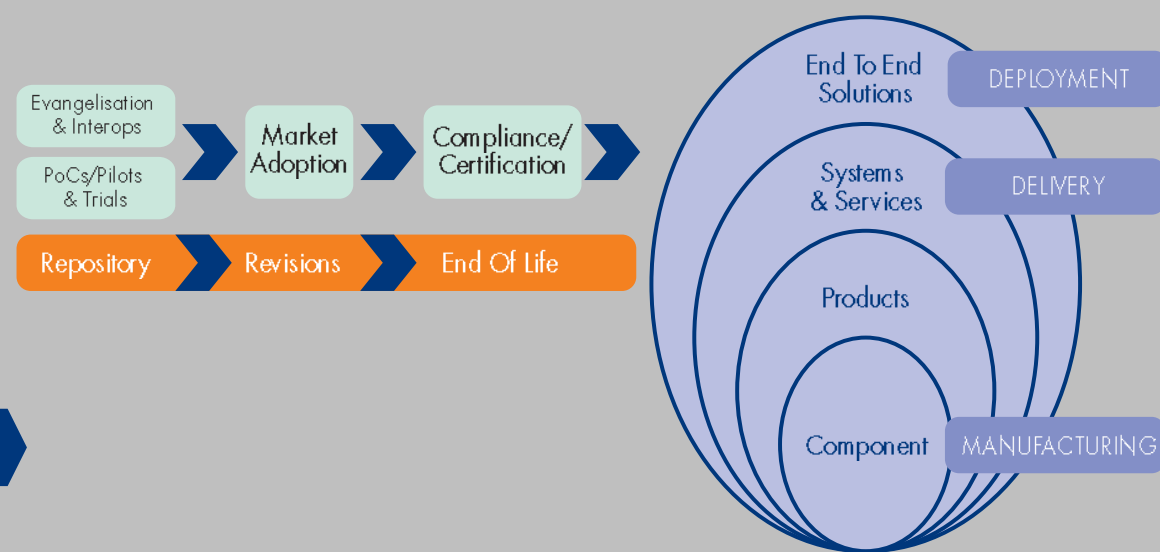 Evangelisation
& Interops
PoCs/Pilots
& Trials
Market
Adoption
Compliance/
Certification
Repository
Revisions
End Of Life
End To End
Solutions
DEPLOYMENT
Systems
& Services
DELIVERY
Products
Component
MANUFACTURING